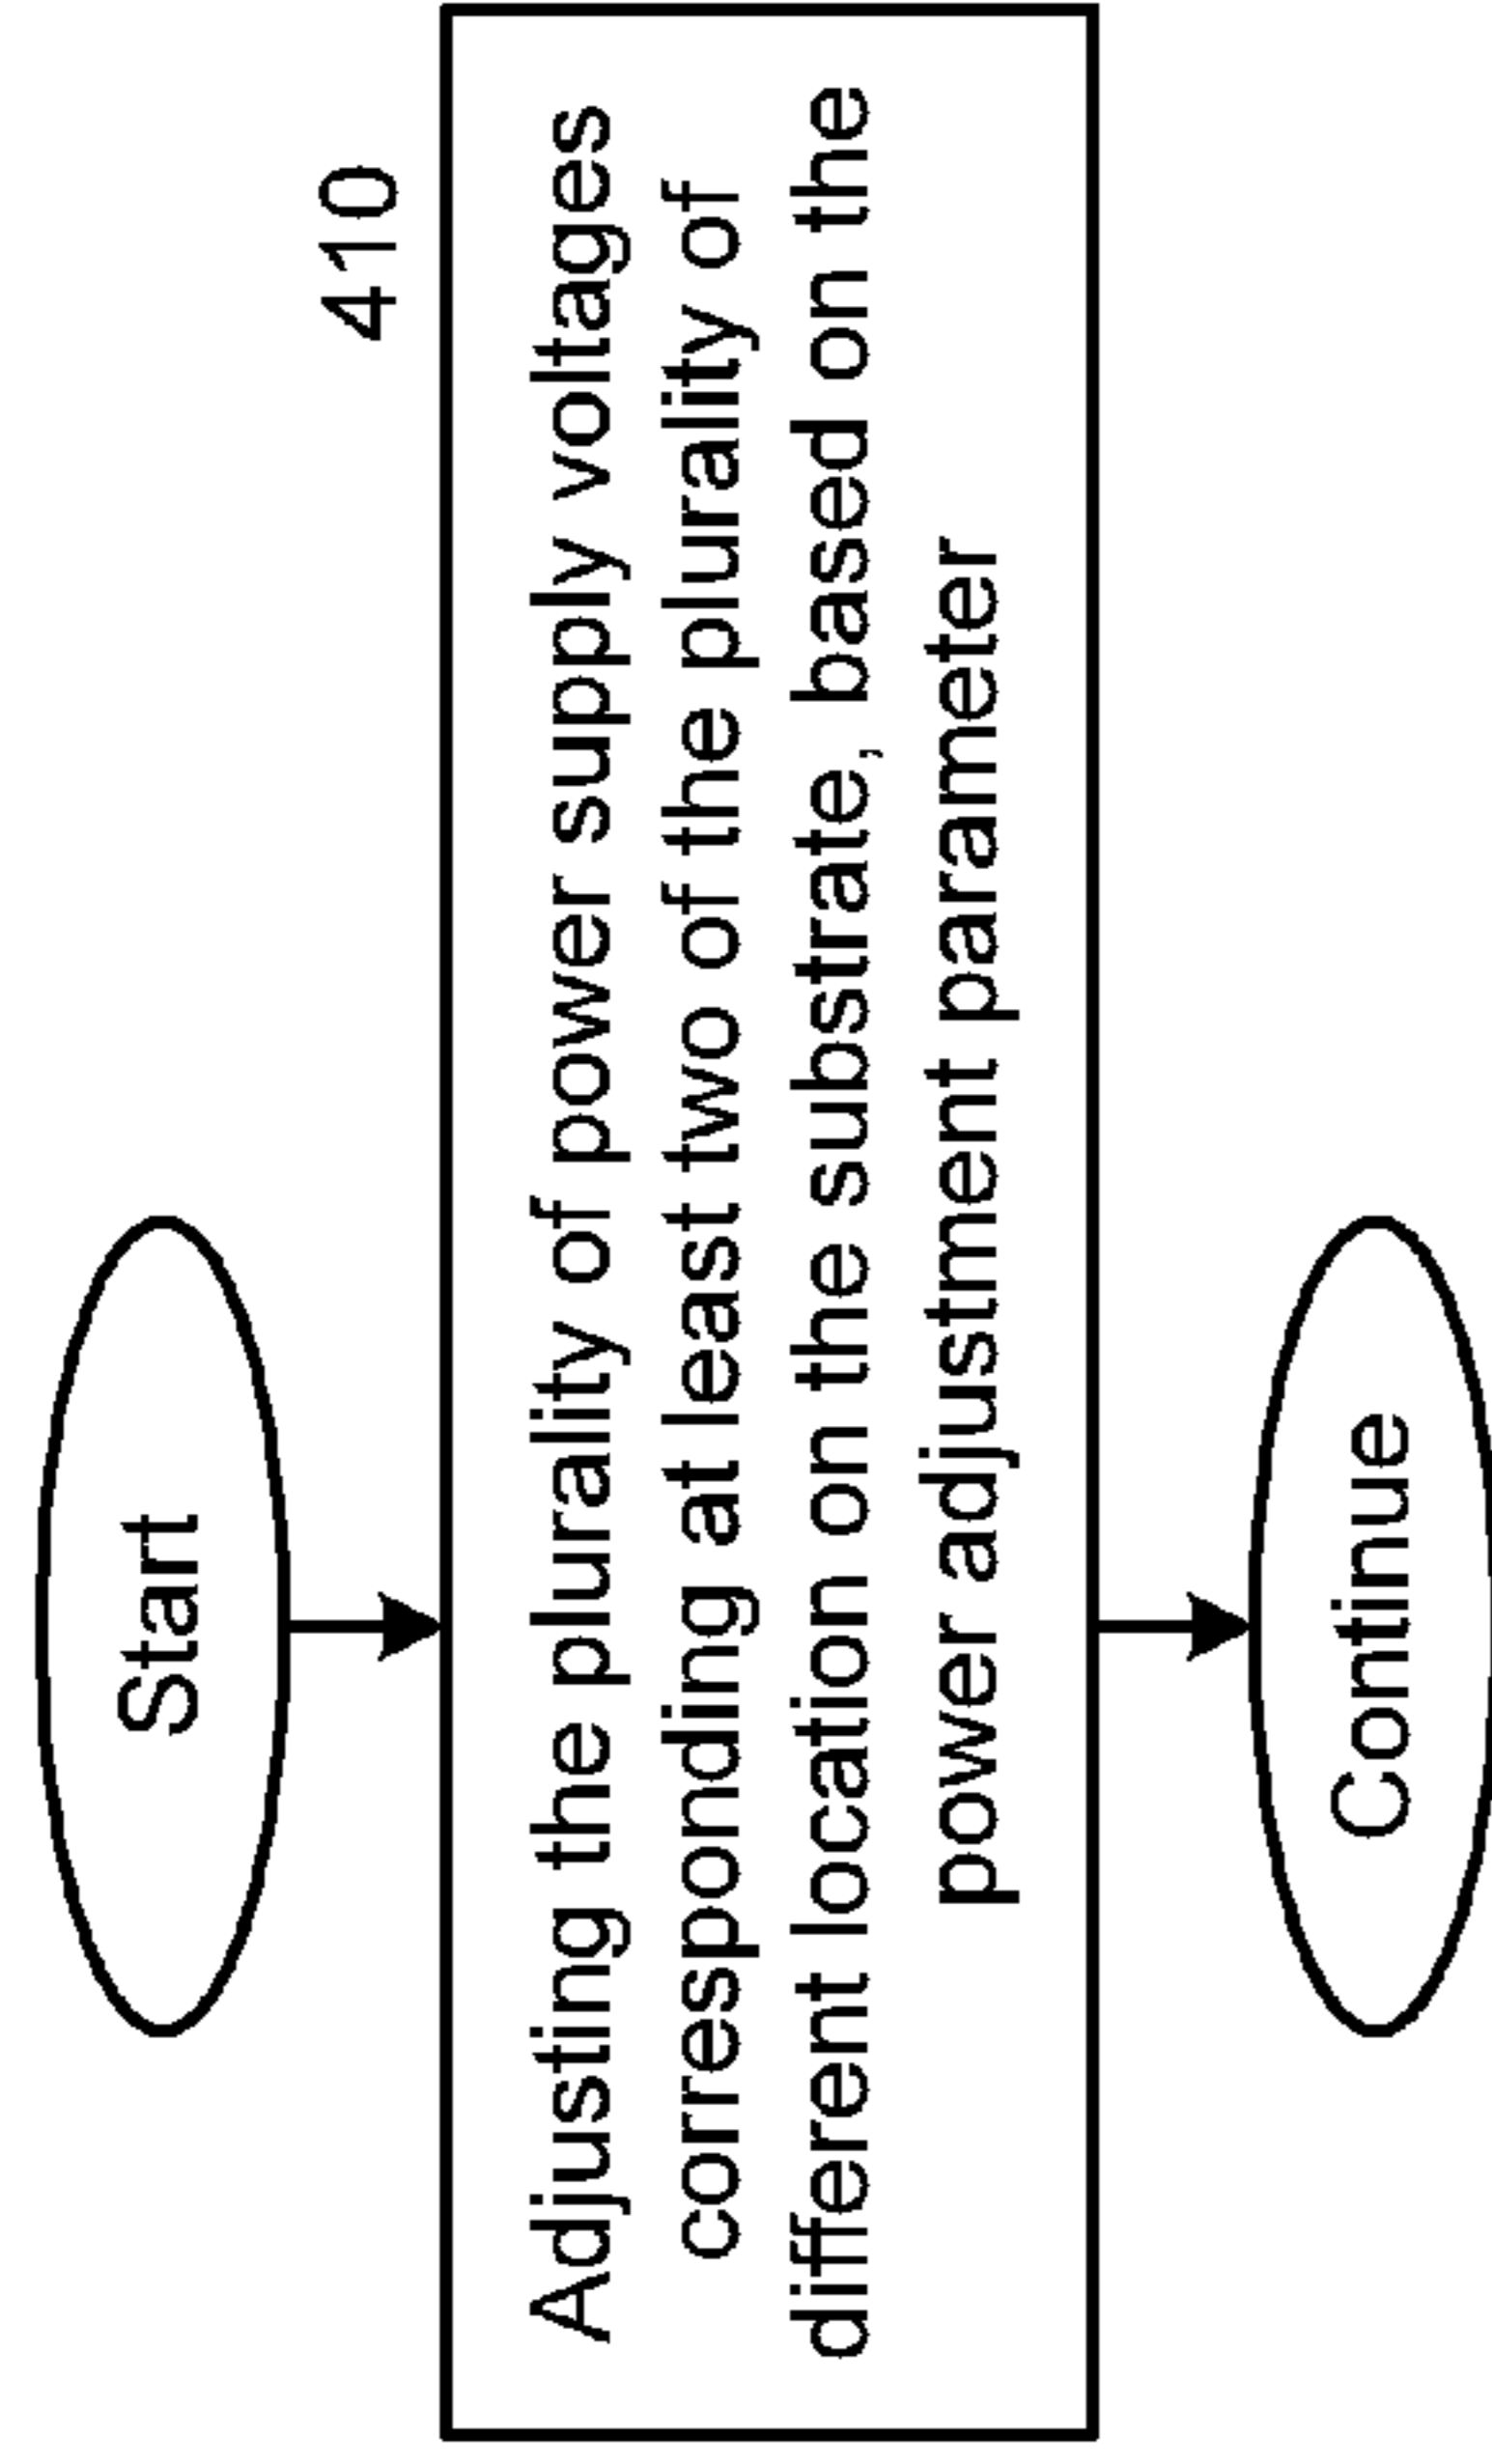 Start
410
Adjusting the plurality of power supply voltages
corresponding at least two of the plurality of
different location on the substrate, based on the
power adjustment parameter
Continue